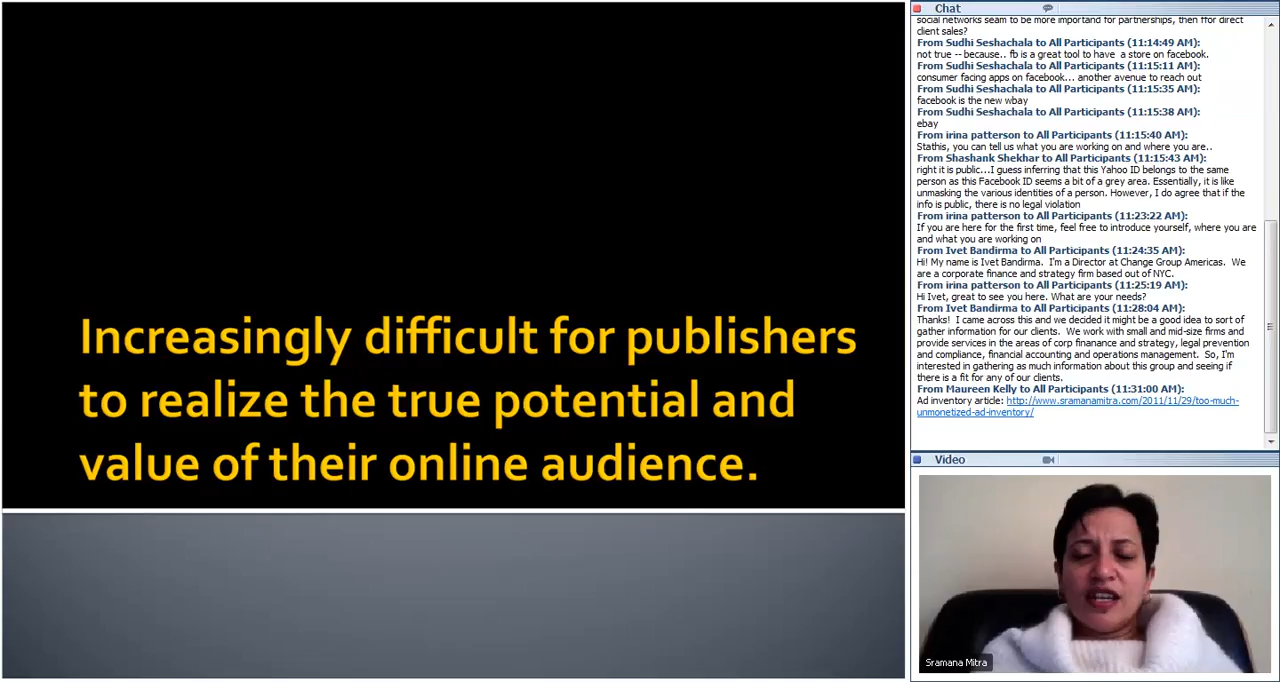 Increasingly difficult for publishers
to realize the true potential and
value of their online audience.
Chat
social networks seam to be more importand for partnerships, then ffor direct
client sales?
From Sudhi Seshachala to All Participants (11:14:49 AM):
not true -- because.. fb is a great tool to have a store on facebook.
From Sudhi Seshachala to All Participants (11:15:11 AM):
consumer facing apps on facebook... another avenue to reach out
From Sudhi Seshachala to All Participants (11:15:35 AM):
facebook is the new wbay
From Sudhi Seshachala to All Participants (11:15:38 AM):
ebay
From irina patterson to All Participants (11:15:40 AM):
Stathis, you can tell us what you are working on and where you are..
From Shashank Shekhar to All Participants (11:15:43 AM):
right it is public...I guess inferring that this Yahoo ID belongs to the same
person as this Facebook ID seems a bit of a grey area. Essentially, it is like
unmasking the various identities of a person. However, I do agree that if the
info is public, there is no legal violation
From irina patterson to All Participants (11:23:22 AM):
If you are here for the first time, feel free to introduce yourself, where you are
and what you are working on
From Ivet Bandirma to All Participants (11:24:35 AM):
Hi! My name is Ivet Bandirma. I'm a Director at Change Group Americas. We
are a corporate finance and strategy firm based out of NYC.
From irina patterson to All Participants (11:25:19 AM):
Hi Ivet, great to see you here. What are your needs?
From Ivet Bandirma to All Participants (11:28:04 AM):
Thanks! I came across this and we decided it might be a good idea to sort of
gather information for our clients. We work with small and mid-size firms and
provide services in the areas of corp finanance and strategy, legal prevention
and compliance, financial accounting and operations management. So, I'm
interested in gathering as much information about this group and seeing if
there is a fit for any of our clients.
From Maureen Kelly to All Participants (11:31:00 AM):
Ad inventory article: http://www.sramanamitra.com/2011/11/29/too-much-
unmonetized-ad-inventory/
Video
Sramana Mitra